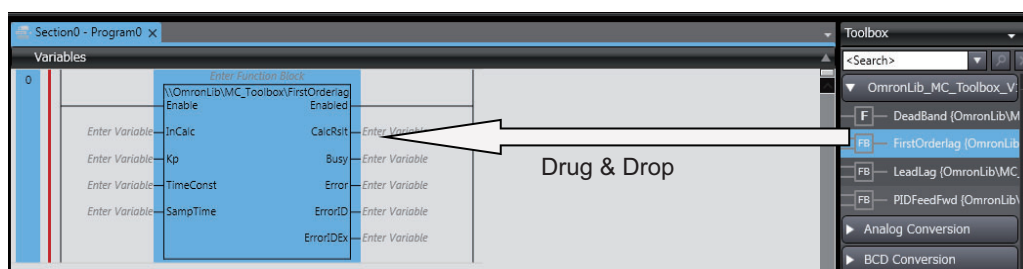 Section0 - Program0 ×
Variables
0
Enter Function Block
\\OmronLib\MC_Toolbox\FirstOrderlag
Enable Enabled
Enter Variable InCalc CalcRslt Enter Variable
Enter Variable Kp Busy Enter Variable
Enter Variable TimeConst Error Enter Variable
Enter Variable SampTime ErrorID Enter Variable
ErrorIDEx Enter Variable
Drug & Drop
Toolbox
<Search>
OmronLib_MC_Toolbox_V1
F DeadBand {OmronLib\M
FB FirstOrderlag {OmronLib
FB LeadLag {OmronLib\MC_
FB PIDFeedFwd {OmronLib\
Analog Conversion
BCD Conversion